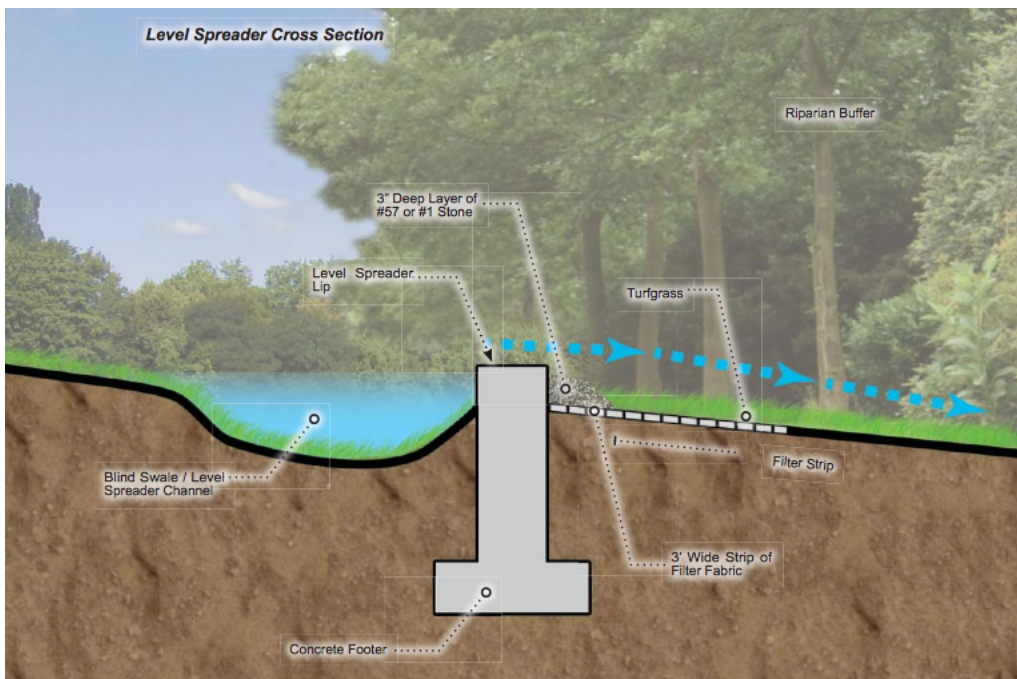 Level Spreader Cross Section
Riparian Buffer
3" Deep Layer of
#57 or #1 Stone
Level Spreader
Lip
Turfgrass
Blind Swale / Level
Spreader Channel
Filter Strip
3' Wide Strip of
Filter Fabric
Concrete Footer